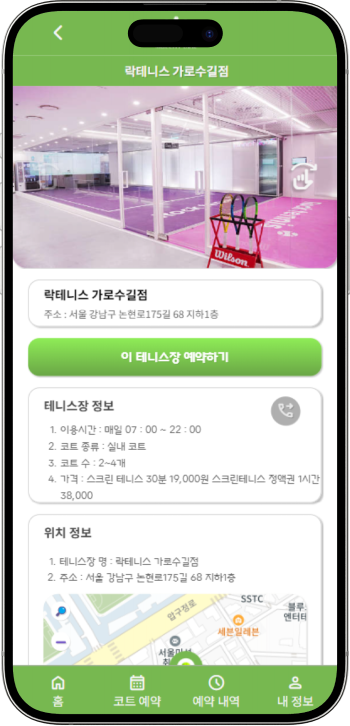 락테니스 가로수길점
Wilson
락테니스 가로수길점
주소 : 서울 강남구 논현로175길 68 지하1층
이 테니스장 예약하기
테니스장 정보
1. 이용시간 : 매일 07 : 00 ~ 22 : 00
2. 코트 종류 : 실내 코트
3. 코트 수 : 2~4개
4. 가격 : 스크린 테니스 30분 19,000원 스크린테니스 정액권 1시간
38,000
위치 정보
1. 테니스장 명 : 락테니스 가로수길점
2. 주소 : 서울 강남구 논현로175길 68 지하1층
SSTC
압구정로
블루
엔터터
세븐일레븐
홈
코트 예약
예약 내역
내 정보